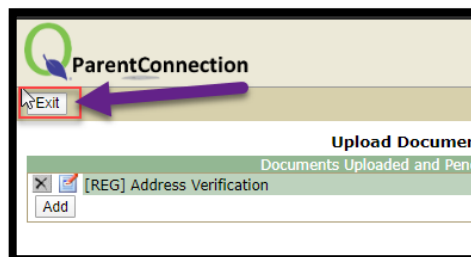 ParentConnection
Exit
Upload Documen
Documents Uploaded and Pen
[REG] Address Verification
Add